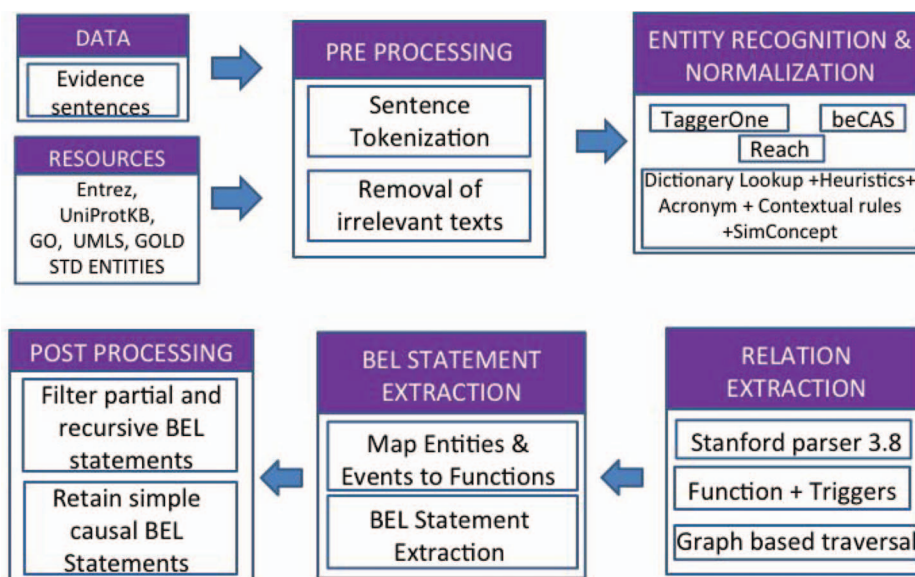 DATA
Evidence
sentences
RESOURCES
Entrez,
UniProtKB,
GO, UMLS, GOLD
STD ENTITIES
PRE PROCESSING
Sentence
Tokenization
Removal of
irrelevant texts
ENTITY RECOGNITION &
NORMALIZATION
TaggerOne
beCAS
Reach
Dictionary Lookup +Heuristics+
Acronym + Contextual rules
+SimConcept
POST PROCESSING
Filter partial and
recursive BEL
statements
Retain simple
causal BEL
Statements
BEL STATEMENT
EXTRACTION
Map Entities &
Events to Functions
BEL Statement
Extraction
RELATION
EXTRACTION
Stanford parser 3.8
Function + Triggers
Graph based traversal